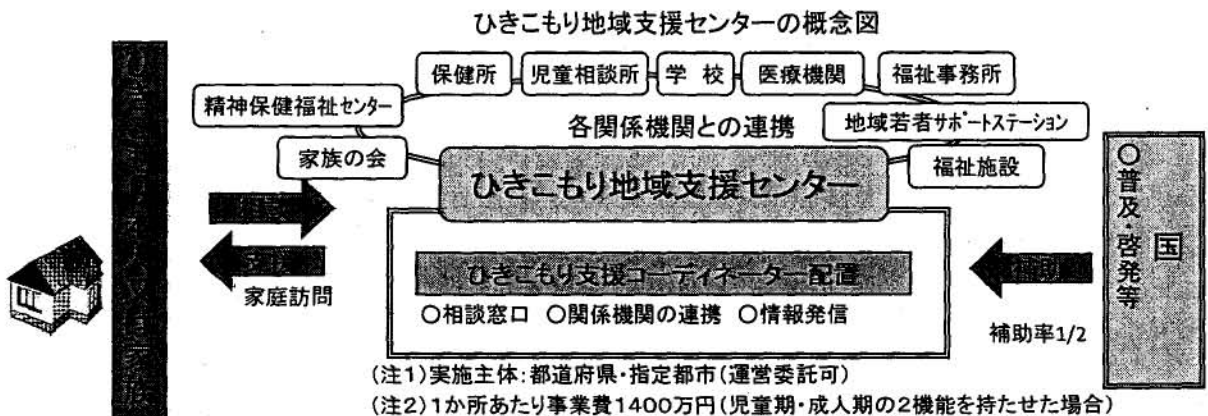 ひきこもり地域支援センターの概念図
保健所
児童相談所
学 校
医療機関
福祉事務所
精神保健福祉センター
各関係機関との連携
地域若者サポートステーション
家族の会
福祉施設
ひきこもり地域支援センター
ひきこもり支援コーディネーター配置
○相談窓口 ○関係機関の連携 ○情報発信
家庭訪問
補助率1/2
国
○普及・啓発等
(注1)実施主体:都道府県・指定都市(運営委託可)
(注2)1か所あたり事業費1400万円(児童期・成人期の2機能を持たせた場合)